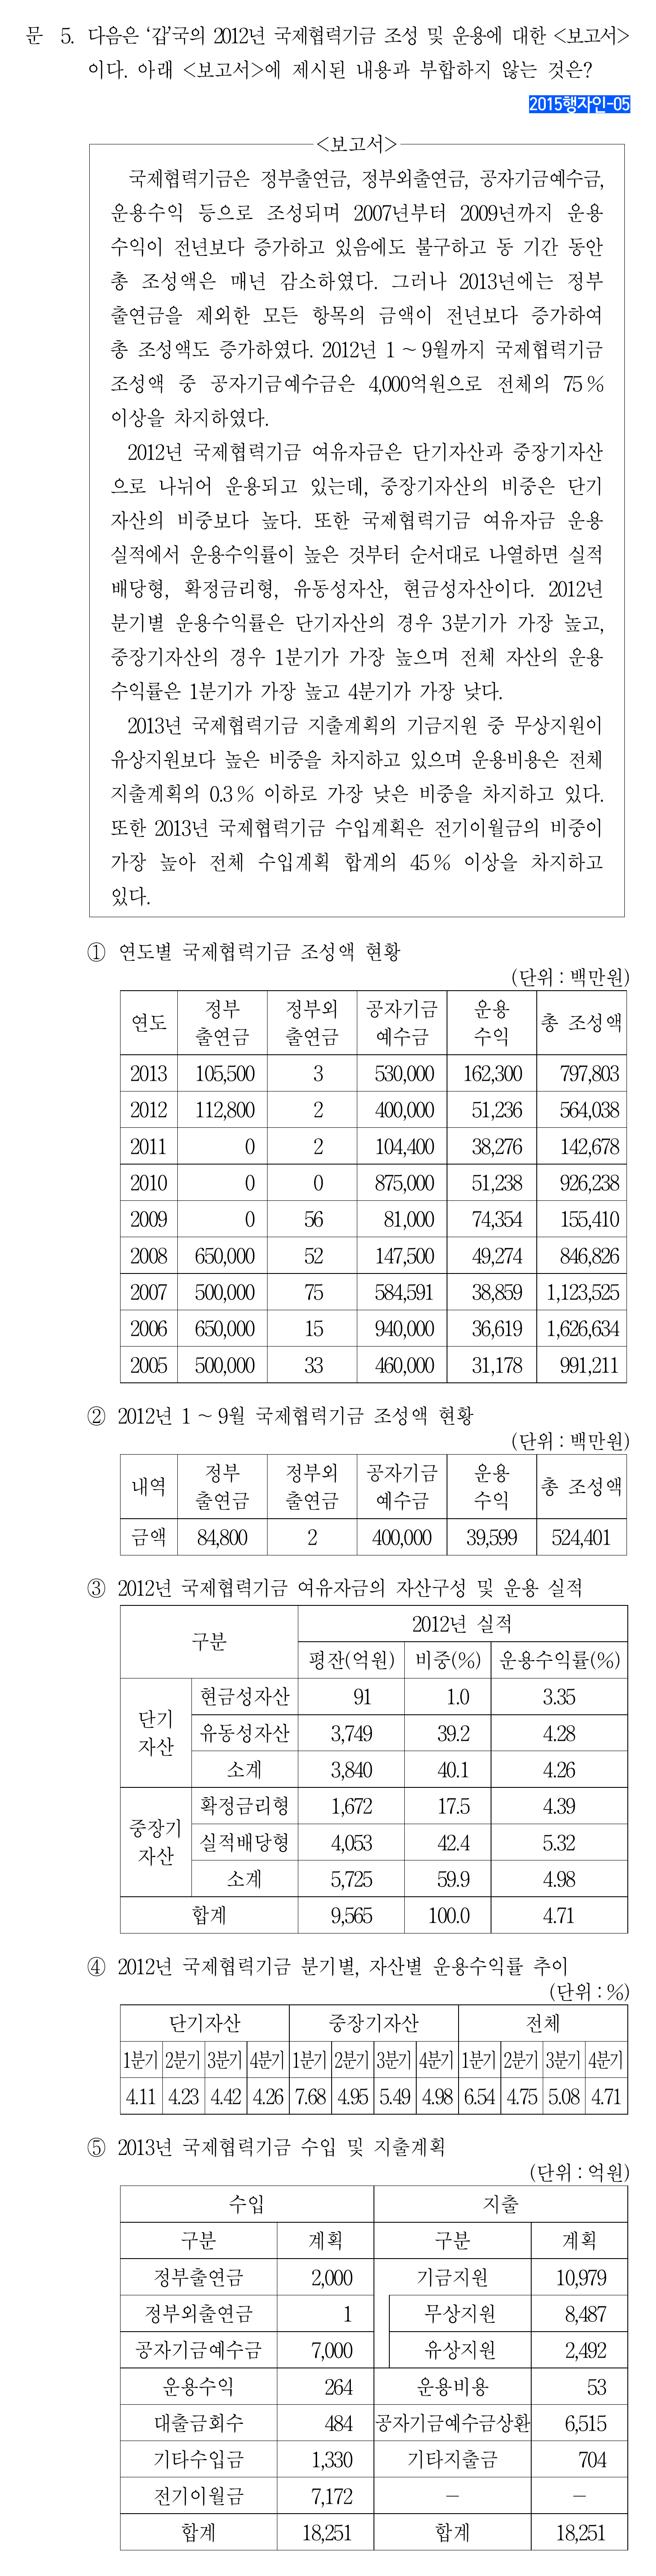 문 5. 다음은 ‘갑’국의 2012년 국제협력기금 조성 및 운용에 대한 <보고서>
이다. 아래 <보고서>에 제시된 내용과 부합하지 않는 것은?
2015행자인-05
<보고서>
국제협력기금은 정부출연금, 정부외출연금, 공자기금예수금,
운용수익 등으로 조성되며 2007년부터 2009년까지 운용
수익이 전년보다 증가하고 있음에도 불구하고 동 기간 동안
총 조성액은 매년 감소하였다. 그러나 2013년에는 정부
출연금을 제외한 모든 항목의 금액이 전년보다 증가하여
총 조성액도 증가하였다. 2012년 1 ~ 9월까지 국제협력기금
조성액 중 공자기금예수금은 4,000억원으로 전체의 75 %
이상을 차지하였다.
2012년 국제협력기금 여유자금은 단기자산과 중장기자산
으로 나뉘어 운용되고 있는데, 중장기자산의 비중은 단기
자산의 비중보다 높다. 또한 국제협력기금 여유자금 운용
실적에서 운용수익률이 높은 것부터 순서대로 나열하면 실적
배당형, 확정금리형, 유동성자산, 현금성자산이다. 2012년
분기별 운용수익률은 단기자산의 경우 3분기가 가장 높고,
중장기자산의 경우 1분기가 가장 높으며 전체 자산의 운용
수익률은 1분기가 가장 높고 4분기가 가장 낮다.
2013년 국제협력기금 지출계획의 기금지원 중 무상지원이
유상지원보다 높은 비중을 차지하고 있으며 운용비용은 전체
지출계획의 0.3 % 이하로 가장 낮은 비중을 차지하고 있다.
또한 2013년 국제협력기금 수입계획은 전기이월금의 비중이
가장 높아 전체 수입계획 합계의 45 % 이상을 차지하고
있다.
① 연도별 국제협력기금 조성액 현황
(단위 : 백만원)
연도 정부 출연금 정부외 출연금 공자기금 예수금 운용 수익 총 조성액
2013 105,500 3 530,000 162,300 797,803
2012 112,800 2 400,000 51,236 564,038
2011 0 2 104,400 38,276 142,678
2010 0 0 875,000 51,238 926,238
2009 0 56 81,000 74,354 155,410
2008 650,000 52 147,500 49,274 846,826
2007 500,000 75 584,591 38,859 1,123,525
2006 650,000 15 940,000 36,619 1,626,634
2005 500,000 33 460,000 31,178 991,211
② 2012년 1 ~ 9월 국제협력기금 조성액 현황
(단위 : 백만원)
내역 정부 출연금 정부외 출연금 공자기금 예수금 운용 수익 총 조성액
금액 84,800 2 400,000 39,599 524,401
③ 2012년 국제협력기금 여유자금의 자산구성 및 운용 실적
구분 2012년 실적
평잔(억원) 비중(%) 운용수익률(%)
단기 자산 현금성자산 91 1.0 3.35
유동성자산 3,749 39.2 4.28
소계 3,840 40.1 4.26
중장기 자산 확정금리형 1,672 17.5 4.39
실적배당형 4,053 42.4 5.32
소계 5,725 59.9 4.98
합계 9,565 100.0 4.71
④ 2012년 국제협력기금 분기별, 자산별 운용수익률 추이
(단위 : %)
단기자산 중장기자산 전체
1분기 2분기 3분기 4분기 1분기 2분기 3분기 4분기 1분기 2분기 3분기 4분기
4.11 4.23 4.42 4.26 7.68 4.95 5.49 4.98 6.54 4.75 5.08 4.71
⑤ 2013년 국제협력기금 수입 및 지출계획
(단위 : 억원)
수입 지출
구분 계획 구분 계획
정부출연금 2,000 기금지원 10,979
정부외출연금 1 무상지원 8,487
공자기금예수금 7,000 유상지원 2,492
운용수익 264 운용비용 53
대출금회수 484 공자기금예수금상환 6,515
기타수입금 1,330 기타지출금 704
전기이월금 7,172 － －
합계 18,251 합계 18,251